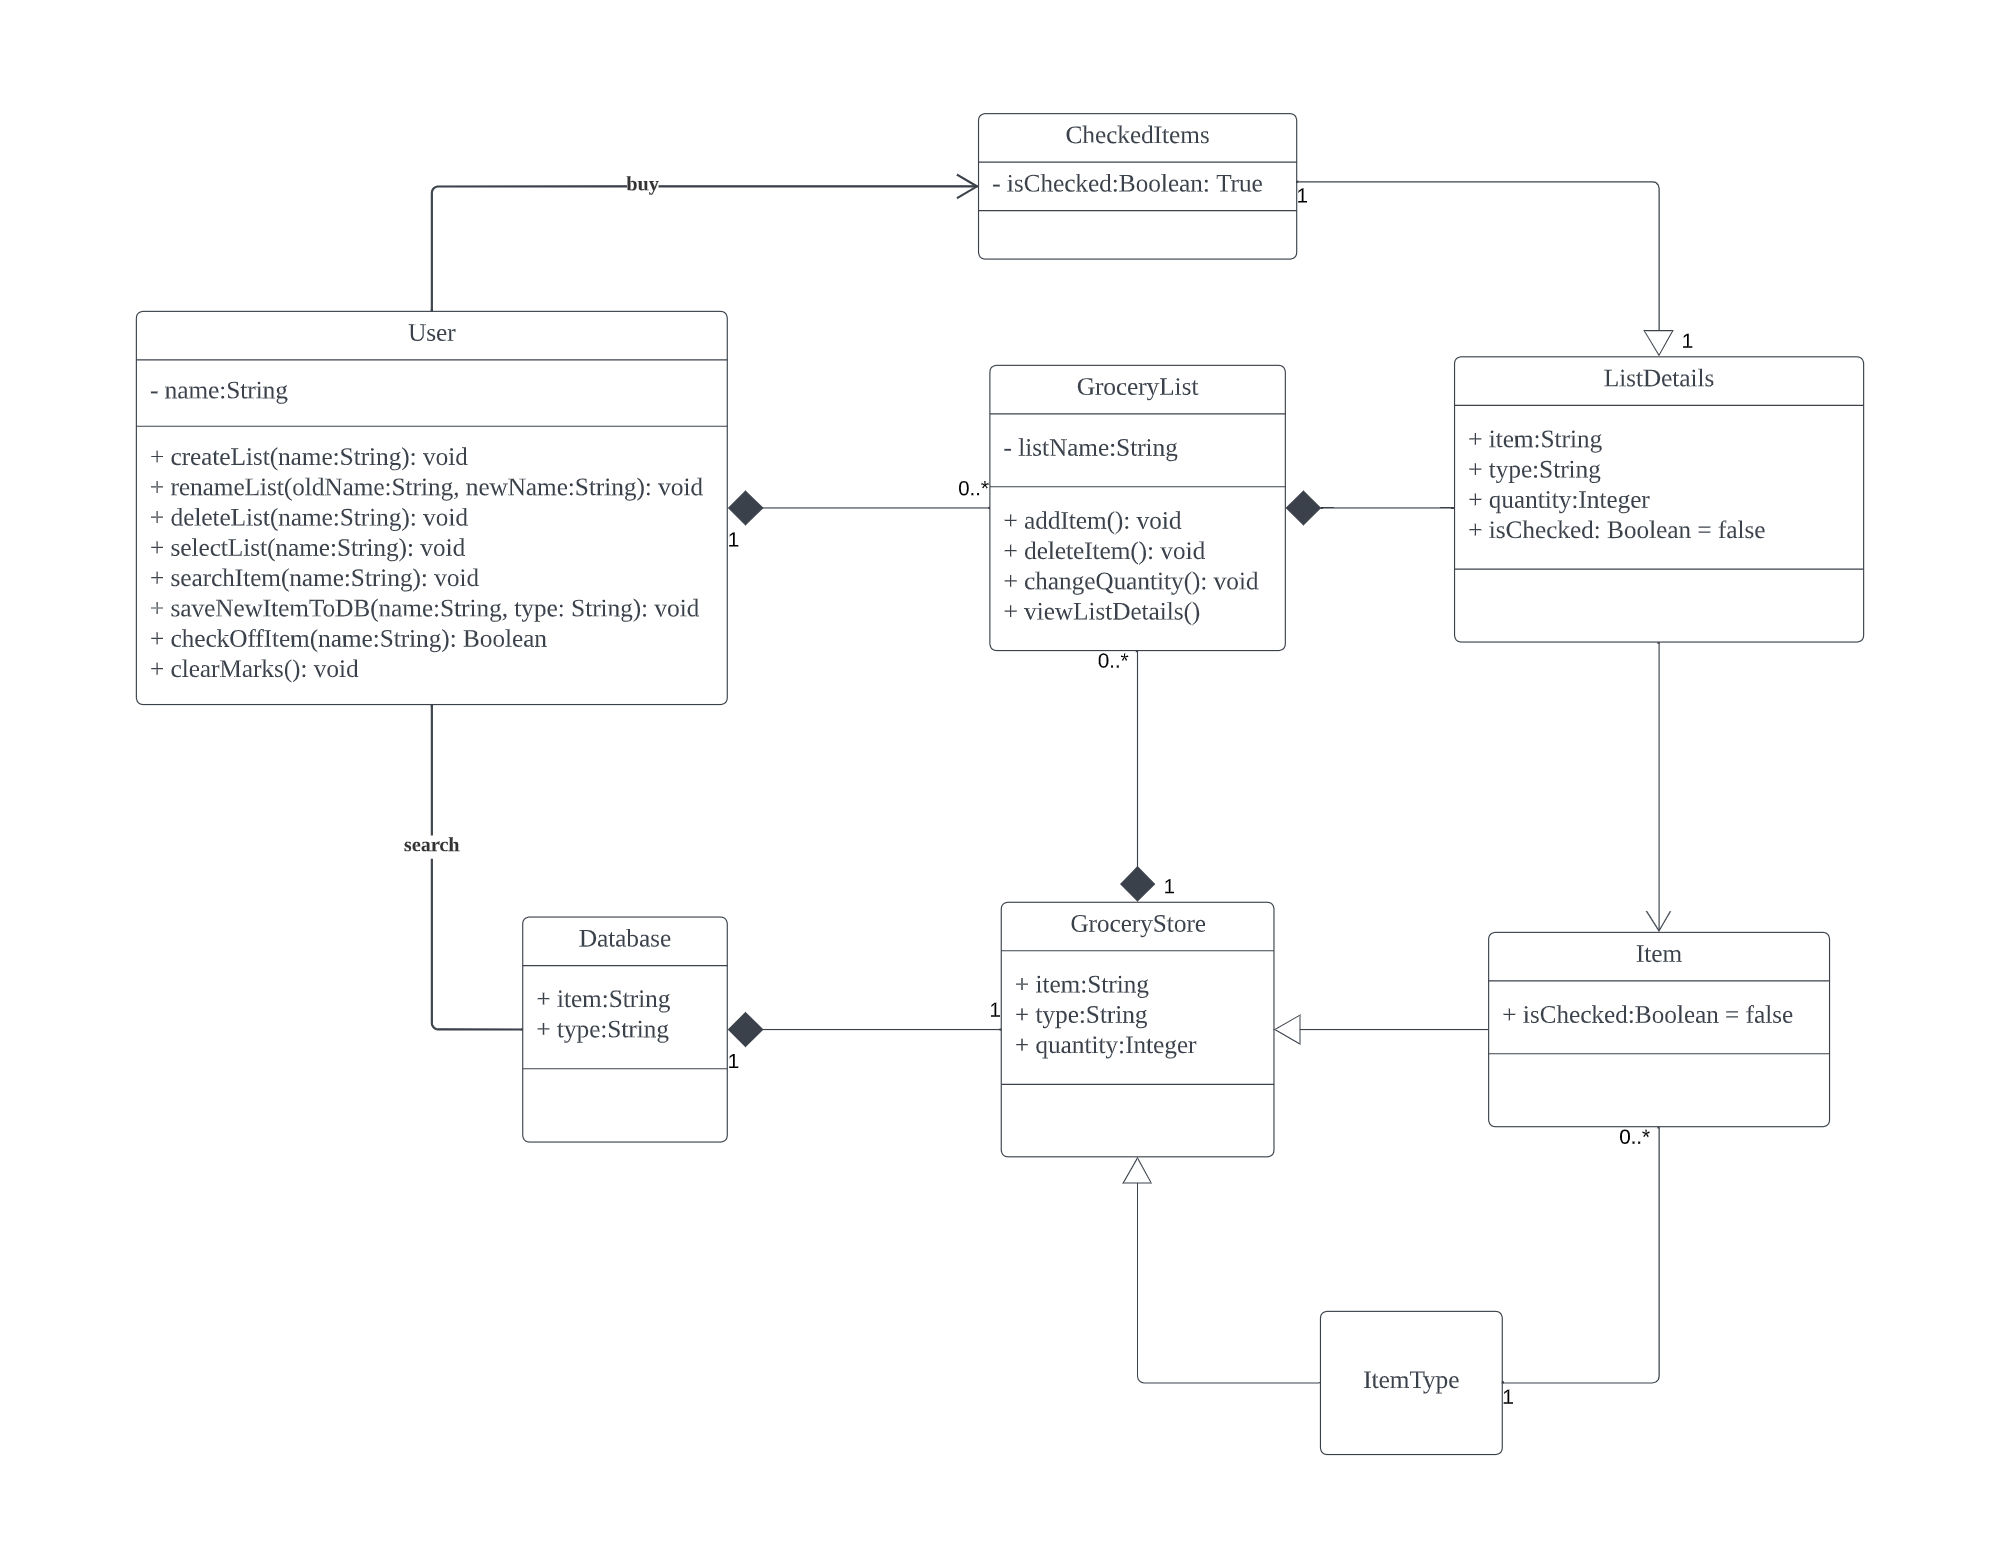 CheckedItems
- isChecked:Boolean: True
buy
1
1
User
- name:String
+ createList(name:String): void
+ renameList(oldName:String, newName:String): void
+ deleteList(name:String): void
+ selectList(name:String): void
+ searchItem(name:String): void
+ saveNewItemToDB(name:String, type: String): void
+ checkOffItem(name:String): Boolean
+ clearMarks(): void
1
0..*
GroceryList
- listName:String
+ addItem(): void
+ deleteItem(): void
+ changeQuantity(): void
+ viewListDetails()
0..*
ListDetails
+ item:String
+ type:String
+ quantity:Integer
+ isChecked: Boolean = false
search
1
Database
+ item:String
+ type:String
1
1
GroceryStore
+ item:String
+ type:String
+ quantity:Integer
Item
+ isChecked:Boolean = false
0..*
ItemType
1